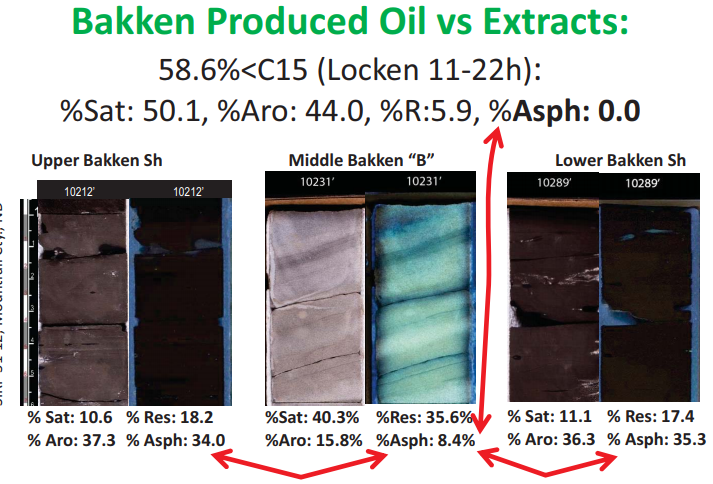 Bakken Produced Oil vs Extracts:
58.6%<C15 (Locken 11-22h):
%Sat: 50.1, %Aro: 44.0, %R:5.9, %Asph: 0.0
Upper Bakken Sh
Middle Bakken “B”
Lower Bakken Sh
10212’ 10212’
10231’ 10231’
10289’ 10289’
% Sat: 10.6 % Res: 18.2
% Aro: 37.3 % Asph: 34.0
%Sat: 40.3% %Res: 35.6%
%Aro: 15.8% %Asph: 8.4%
% Sat: 11.1 % Res: 17.4
% Aro: 36.3 % Asph: 35.3